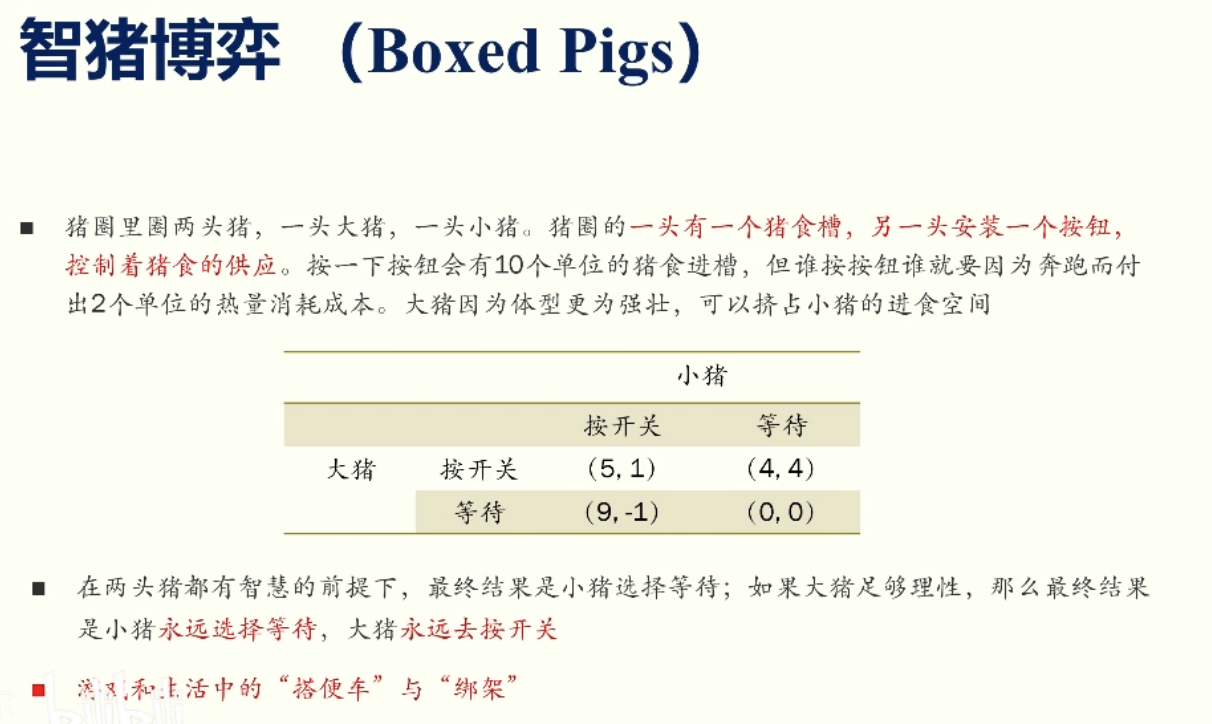 智猪博弈 （Boxed Pigs）
■ 猪圈里圈两头猪，一头大猪，一头小猪。猪圈的一头有一个猪食槽，另一头安装一个按钮，
控制着猪食的供应。按一下按钮会有10个单位的猪食进槽，但谁按按钮谁就要因为奔跑而付
出2个单位的热量消耗成本。大猪因为体型更为强壮，可以挤占小猪的进食空间
小猪
按开关 等待
大猪 按开关 (5, 1) (4, 4)
等待 (9, -1) (0, 0)
■ 在两头猪都有智慧的前提下，最终结果是小猪选择等待；如果大猪足够理性，那么最终结果
是小猪永远选择等待，大猪永远去按开关
■ 和生活中的“搭便车”与“绑架”
bilibili